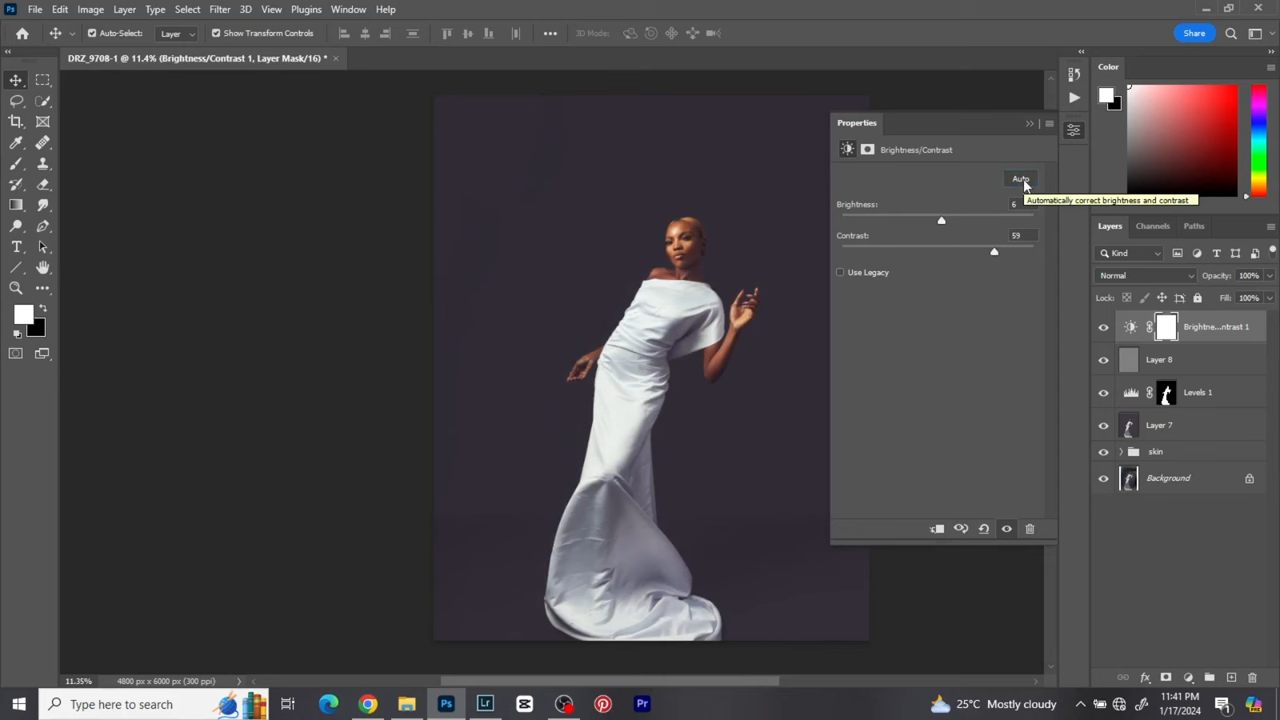 Ps File Edit Image Layer Type Select Filter 3D View Plugins Window Help
Auto-Select: Layer Show Transform Controls 3D Mode: Share
DRZ_9708-1 @ 11.4% (Brightness/Contrast 1, Layer Mask/16) *
Color
Properties
Brightness/Contrast
Auto
Automatically correct brightness and contrast
Brightness: 6
Contrast: 59
Use Legacy
Layers Channels Paths
Kind
Normal Opacity: 100%
Lock: Fill: 100%
Brightne...ntrast 1
Layer 8
Levels 1
Layer 7
skin
Background
11.35% 4800 px x 6000 px (300 ppi)
Type here to search
Ps Lr Pr
25°C Mostly cloudy
11:41 PM
1/17/2024